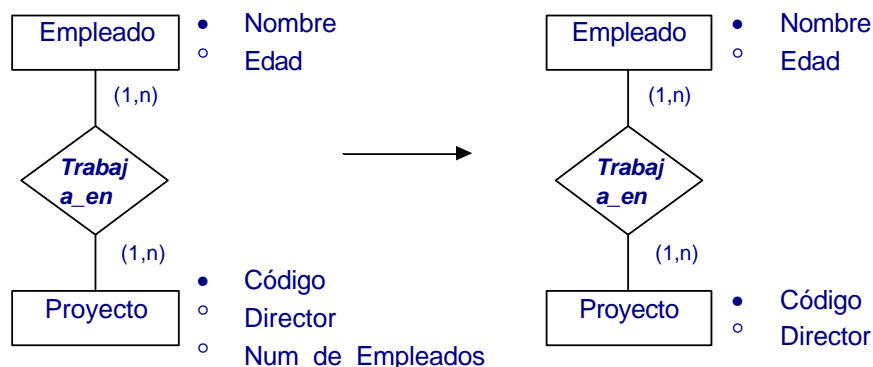 Empleado
• Nombre
° Edad
(1,n)
Trabaj
a_en
(1,n)
Proyecto
• Código
° Director
° Num de Empleados
Empleado
• Nombre
° Edad
(1,n)
Trabaj
a_en
(1,n)
Proyecto
• Código
° Director